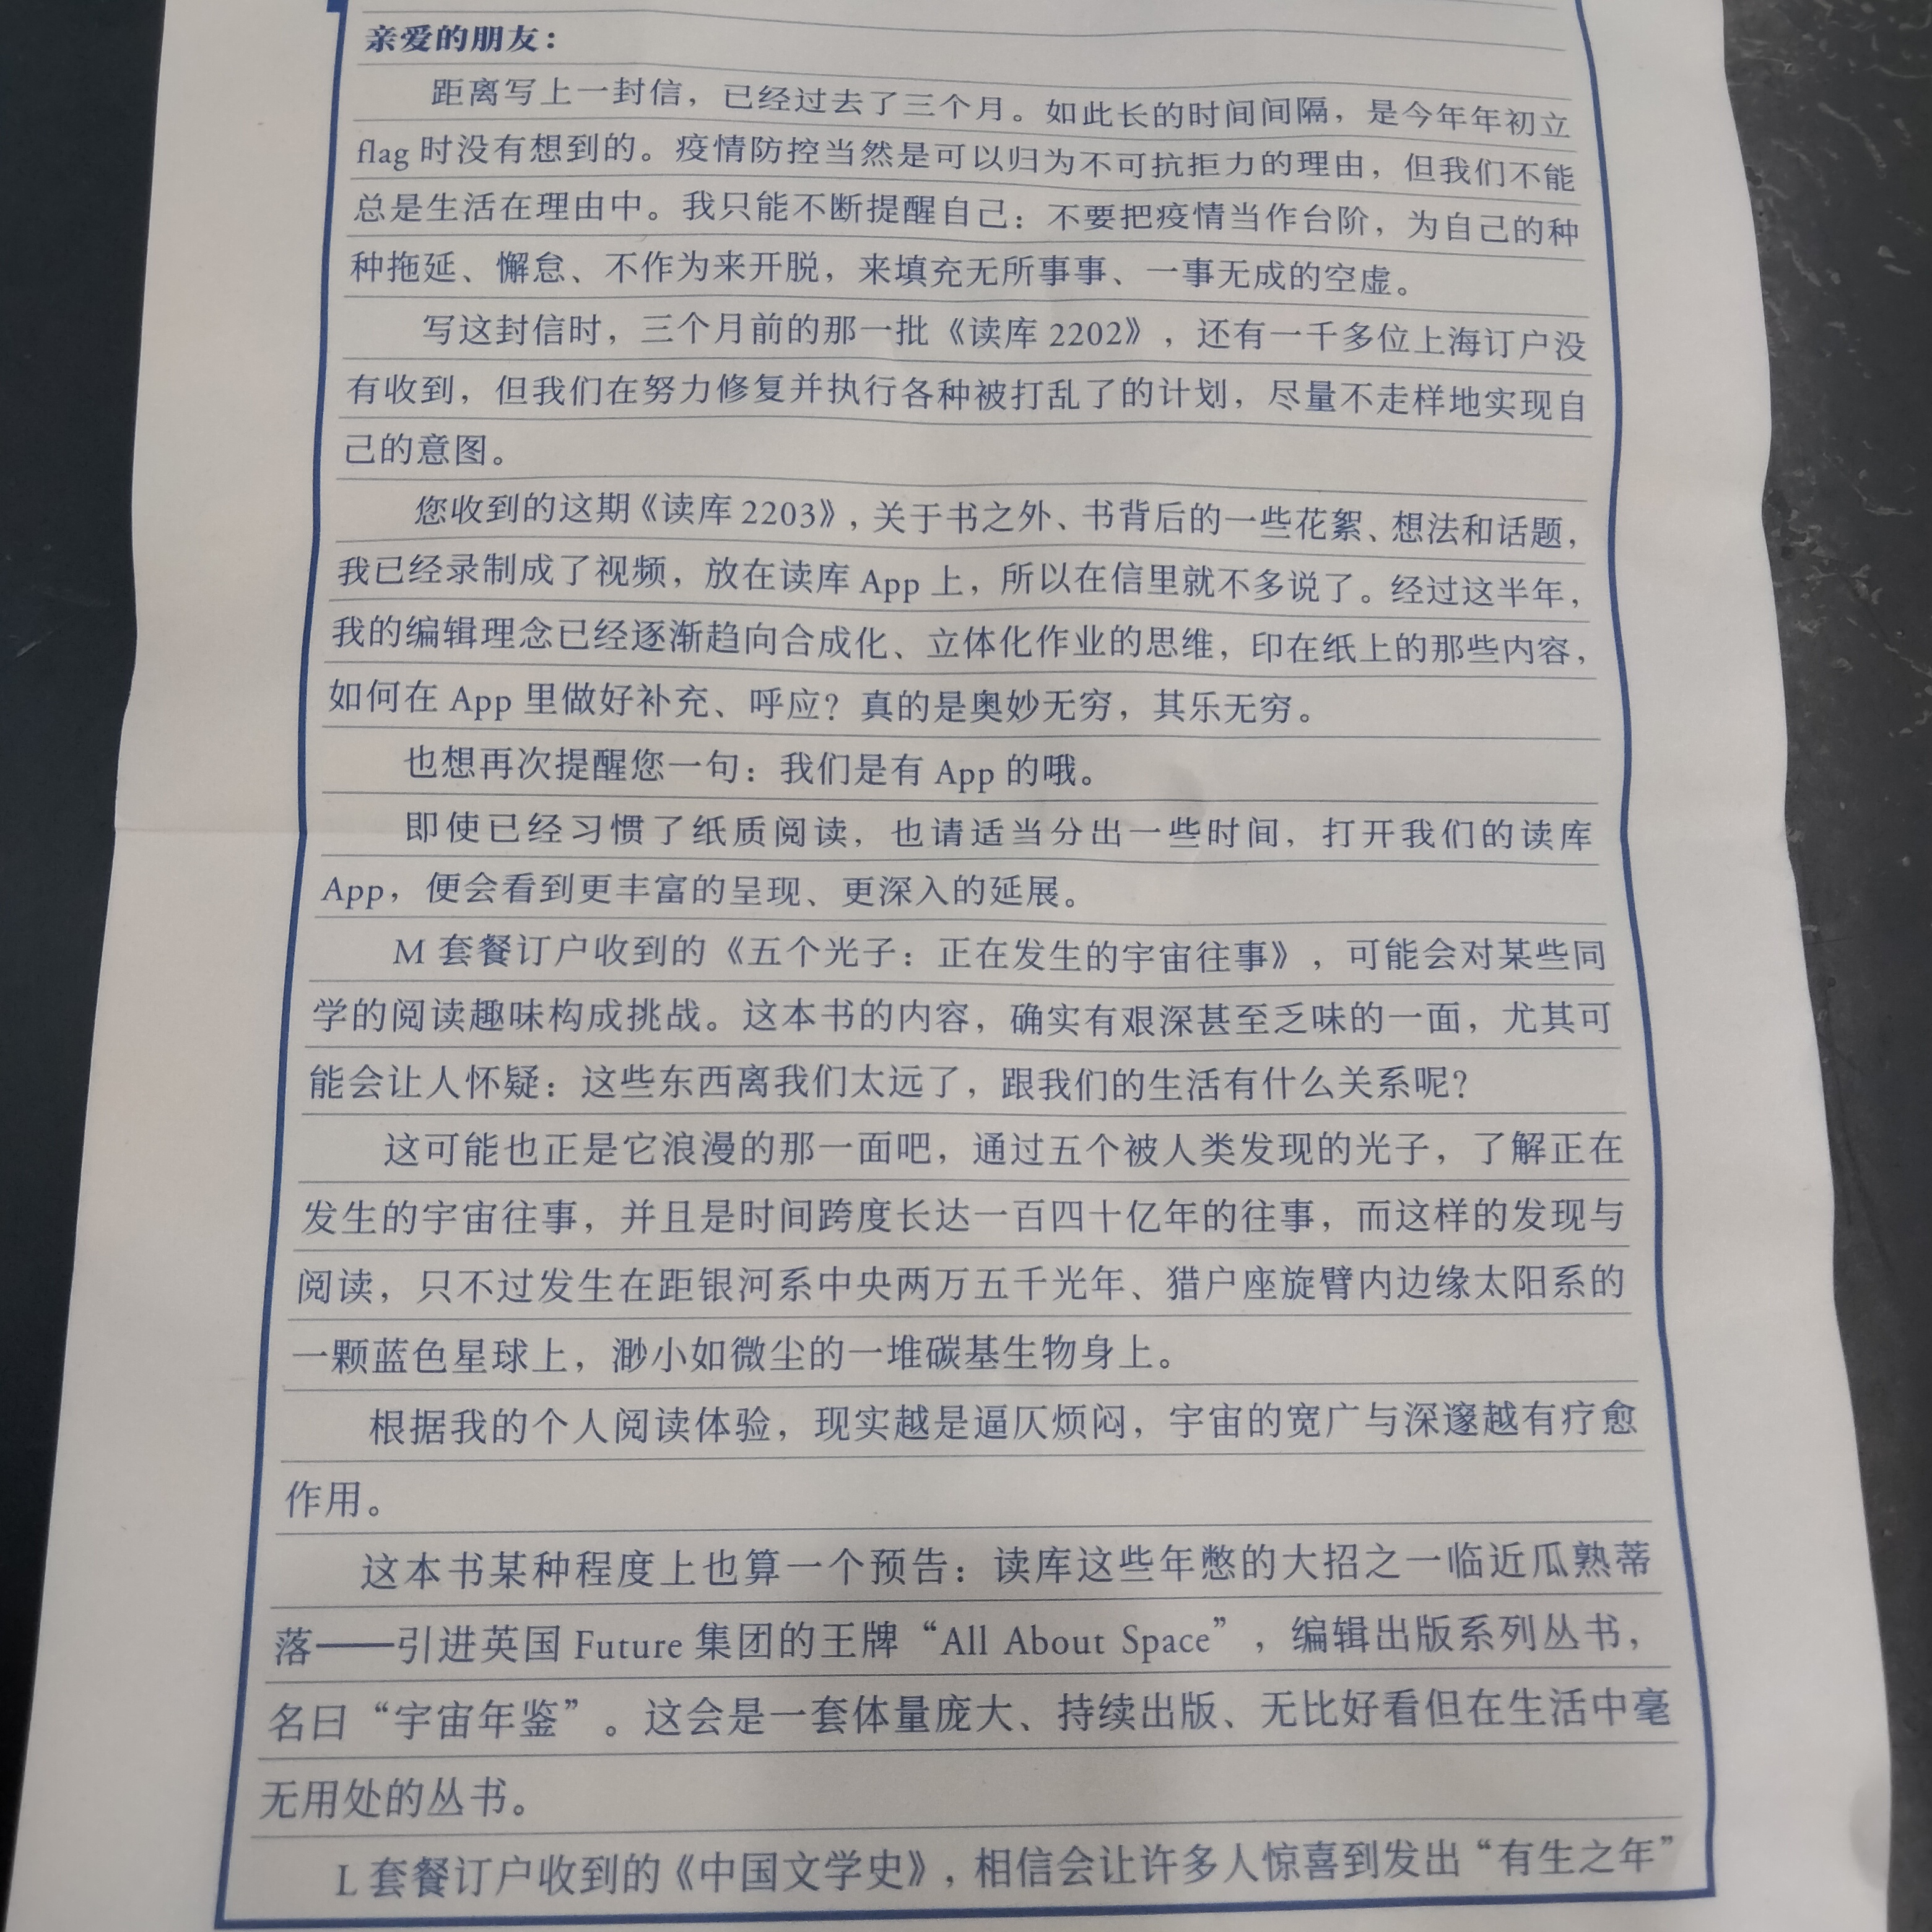 亲爱的朋友：
距离写上一封信，已经过去了三个月。如此长的时间间隔，是今年年初立
flag 时没有想到的。疫情防控当然是可以归为不可抗拒力的理由，但我们不能
总是生活在理由中。我只能不断提醒自己：不要把疫情当作台阶，为自己的种
种拖延、懈怠、不作为来开脱，来填充无所事事、一事无成的空虚。
写这封信时，三个月前的那一批《读库 2202》，还有一千多位上海订户没
有收到，但我们在努力修复并执行各种被打乱了的计划，尽量不走样地实现自
己的意图。
您收到的这期《读库 2203》，关于书之外、书背后的一些花絮、想法和话题，
我已经录制成了视频，放在读库 App 上，所以在信里就不多说了。经过这半年，
我的编辑理念已经逐渐趋向合成化、立体化作业的思维，印在纸上的那些内容，
如何在 App 里做好补充、呼应？真的是奥妙无穷，其乐无穷。
也想再次提醒您一句：我们是有 App 的哦。
即使已经习惯了纸质阅读，也请适当分出一些时间，打开我们的读库
App，便会看到更丰富的呈现、更深入的延展。
M 套餐订户收到的《五个光子：正在发生的宇宙往事》，可能会对某些同
学的阅读趣味构成挑战。这本书的内容，确实有艰深甚至乏味的一面，尤其可
能会让人怀疑：这些东西离我们太远了，跟我们的生活有什么关系呢？
这可能也正是它浪漫的那一面吧，通过五个被人类发现的光子，了解正在
发生的宇宙往事，并且是时间跨度长达一百四十亿年的往事，而这样的发现与
阅读，只不过发生在距银河系中央两万五千光年、猎户座旋臂内边缘太阳系的
一颗蓝色星球上，渺小如微尘的一堆碳基生物身上。
根据我的个人阅读体验，现实越是逼仄烦闷，宇宙的宽广与深邃越有疗愈
作用。
这本书某种程度上也算一个预告：读库这些年憋的大招之一临近瓜熟蒂
落——引进英国 Future 集团的王牌“All About Space”，编辑出版系列丛书，
名曰“宇宙年鉴”。这会是一套体量庞大、持续出版、无比好看但在生活中毫
无用处的丛书。
L 套餐订户收到的《中国文学史》，相信会让许多人惊喜到发出“有生之年”